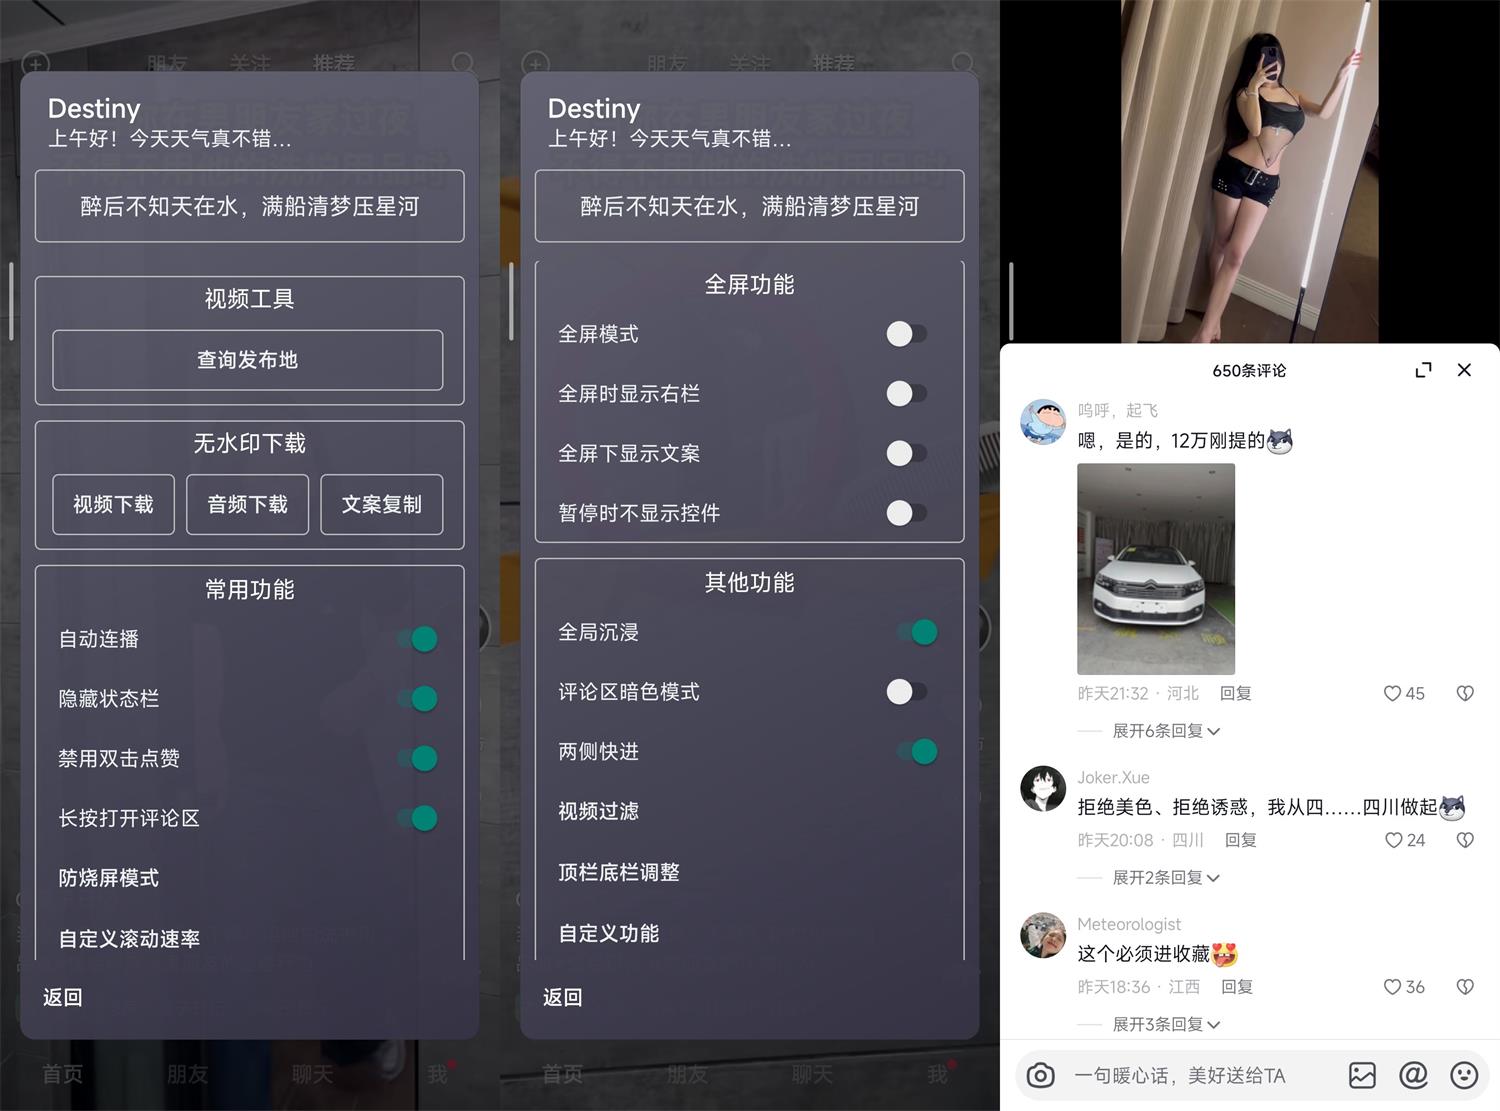 朋友 关注 推荐
Destiny
上午好！今天天气真不错...
醉后不知天在水，满船清梦压星河
视频工具
查询发布地
无水印下载
视频下载 音频下载 文案复制
常用功能
自动连播
隐藏状态栏
禁用双击点赞
长按打开评论区
防烧屏模式
自定义滚动速率
返回
首页 朋友 聊天 我
朋友 关注 推荐
Destiny
上午好！今天天气真不错...
醉后不知天在水，满船清梦压星河
全屏功能
全屏模式
全屏时显示右栏
全屏下显示文案
暂停时不显示控件
其他功能
全局沉浸
评论区暗色模式
两侧快进
视频过滤
顶栏底栏调整
自定义功能
返回
首页 朋友 聊天 我
650条评论
呜呼，起飞
嗯，是的，12万刚提的
昨天21:32 · 河北 回复 45
展开6条回复
Joker.Xue
拒绝美色、拒绝诱惑，我从四......四川做起
昨天20:08 · 四川 回复 24
展开2条回复
Meteorologist
这个必须进收藏
昨天18:36 · 江西 回复 36
展开3条回复
一句暖心话，美好送给TA